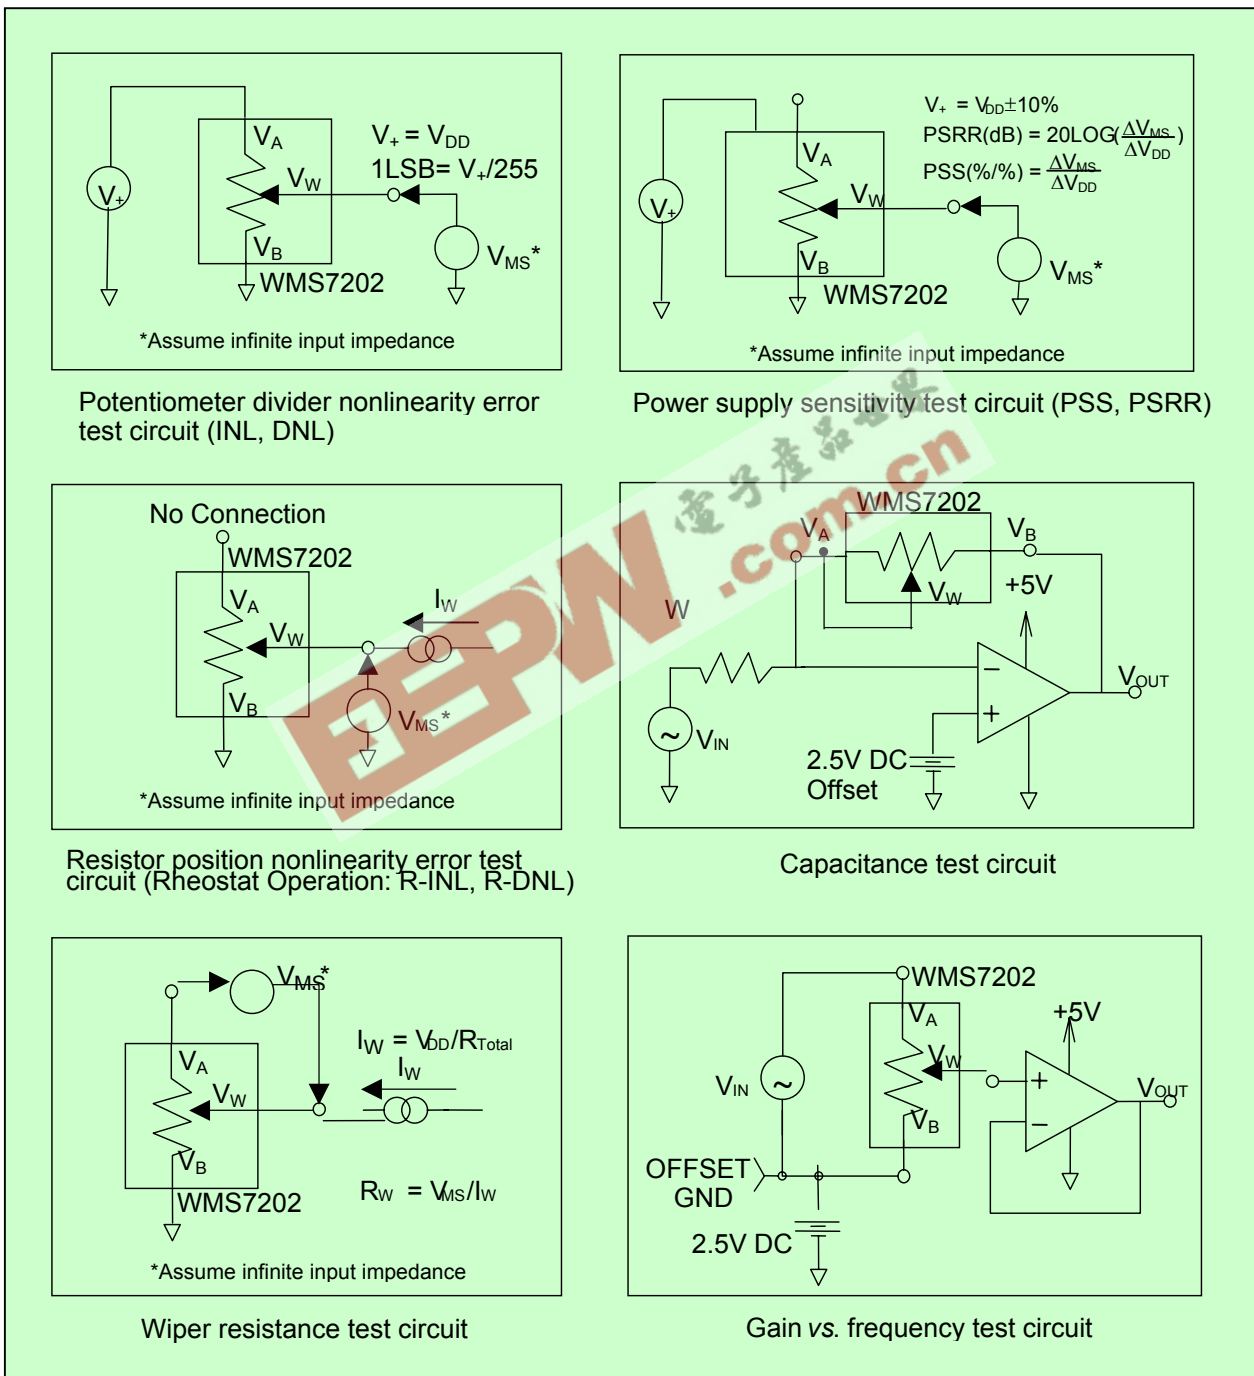 V+ = VDD
1LSB= V+/255
VA
VW
VB
V+
VMS*
WMS7202
*Assume infinite input impedance
Potentiometer divider nonlinearity error
test circuit (INL, DNL)
V+ = VDD±10%
PSRR(dB) = 20LOG(ΔVMS/ΔVDD)
PSS(%/%) = ΔVMS/ΔVDD
VA
VW
VB
V+
VMS*
WMS7202
*Assume infinite input impedance
Power supply sensitivity test circuit (PSS, PSRR)
No Connection
WMS7202
VA
IW
VW
VB
VMS*
*Assume infinite input impedance
Resistor position nonlinearity error test
circuit (Rheostat Operation: R-INL, R-DNL)
WMS7202
VA
VB
VW
+5V
W
−
+
VOUT
~
VIN
2.5V DC
Offset
Capacitance test circuit
VMS*
IW = VDD/RTotal
IW
VA
VW
VB
RW = VMS/IW
WMS7202
*Assume infinite input impedance
Wiper resistance test circuit
WMS7202
VA
+5V
VW
VIN
~
+
−
VOUT
VB
OFFSET
GND
2.5V DC
Gain vs. frequency test circuit
EEPW
.com.cn
電子產品世界